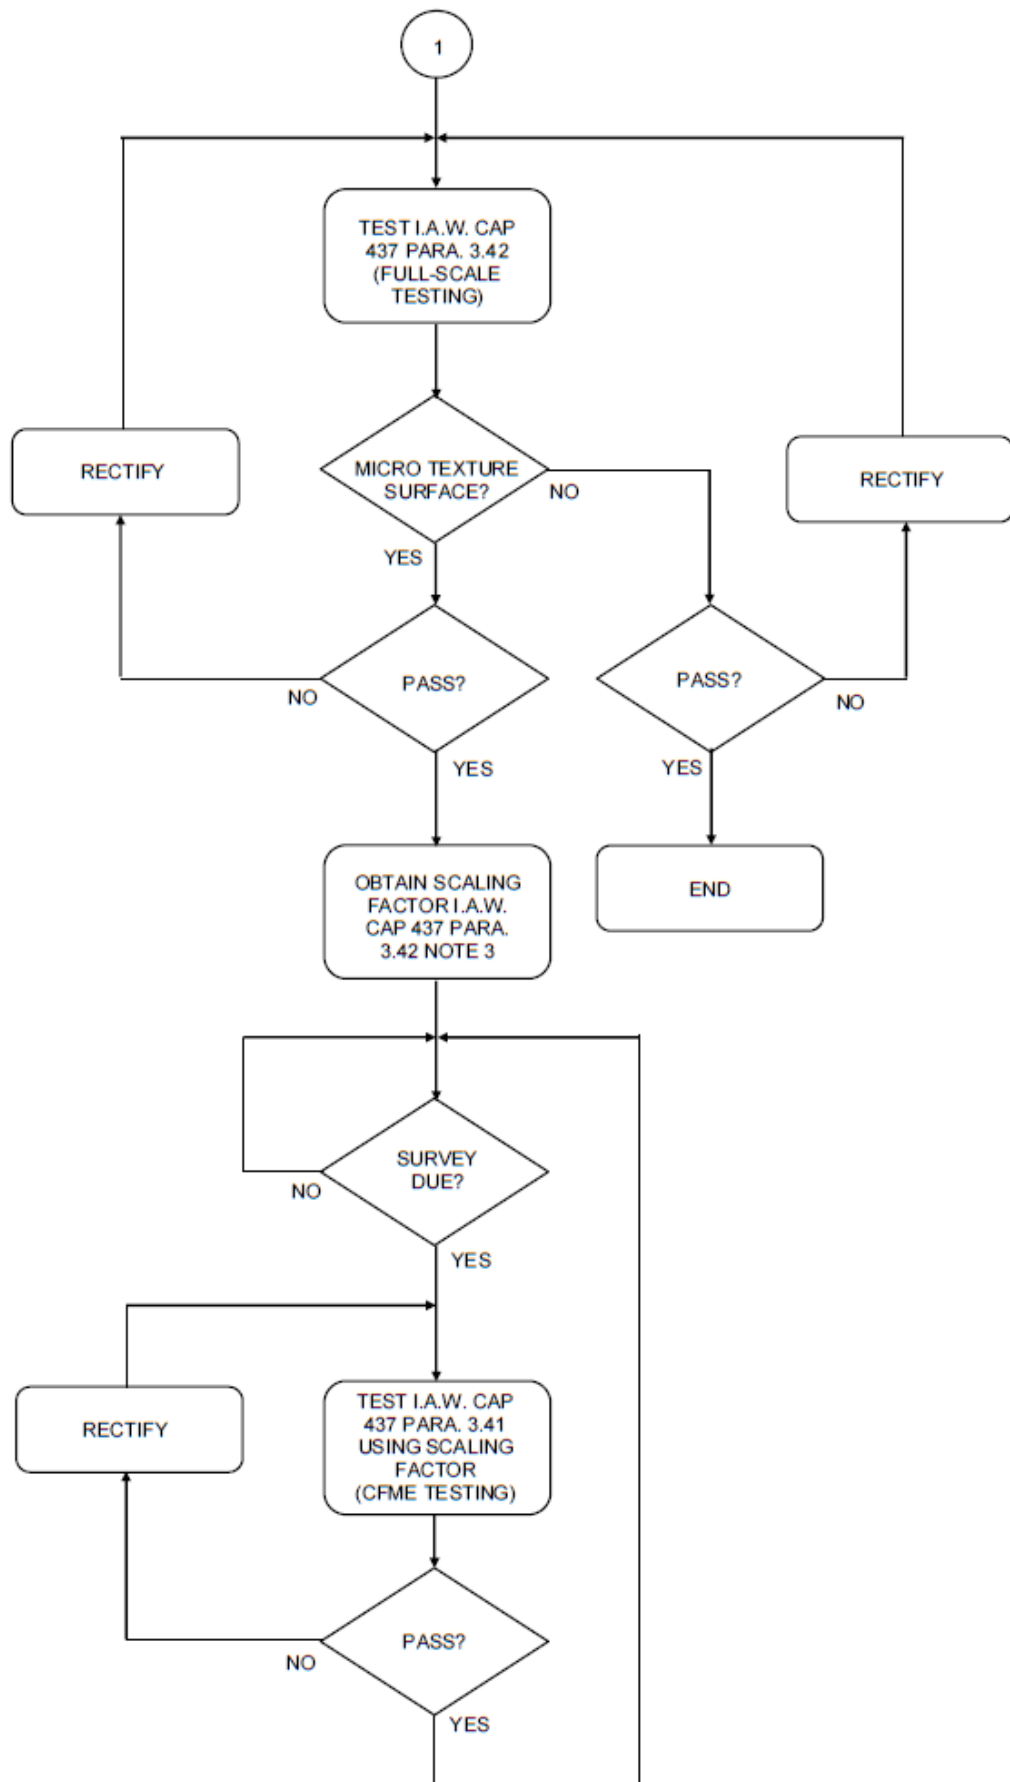 1
TEST I.A.W. CAP
437 PARA. 3.42
(FULL-SCALE
TESTING)
RECTIFY
MICRO TEXTURE
SURFACE?
NO
RECTIFY
YES
PASS?
NO
YES
PASS?
NO
YES
OBTAIN SCALING
FACTOR I.A.W.
CAP 437 PARA.
3.42 NOTE 3
END
SURVEY
DUE?
NO
YES
RECTIFY
TEST I.A.W. CAP
437 PARA. 3.41
USING SCALING
FACTOR
(CFME TESTING)
PASS?
NO
YES